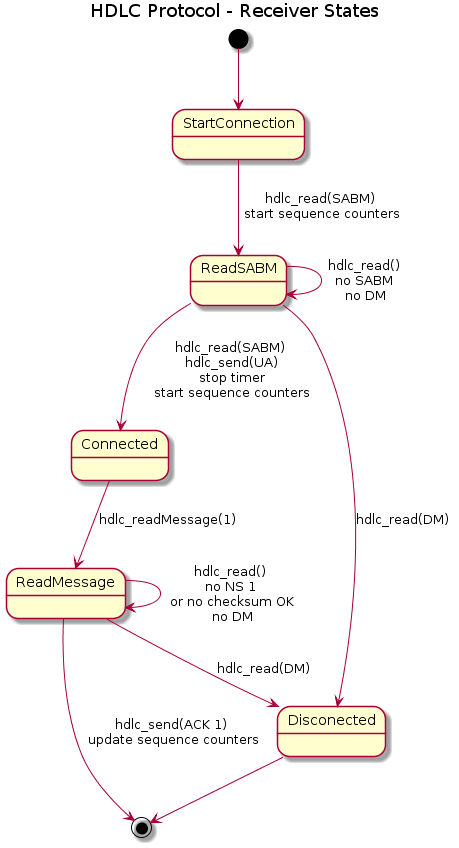 HDLC Protocol - Receiver States
StartConnection
hdlc_read(SABM)
start sequence counters
ReadSABM
hdlc_read()
no SABM
no DM
hdlc_read(SABM)
hdlc_send(UA)
stop timer
start sequence counters
Connected
hdlc_read(DM)
hdlc_readMessage(1)
ReadMessage
hdlc_read()
no NS 1
or no checksum OK
no DM
hdlc_read(DM)
Disconected
hdlc_send(ACK 1)
update sequence counters